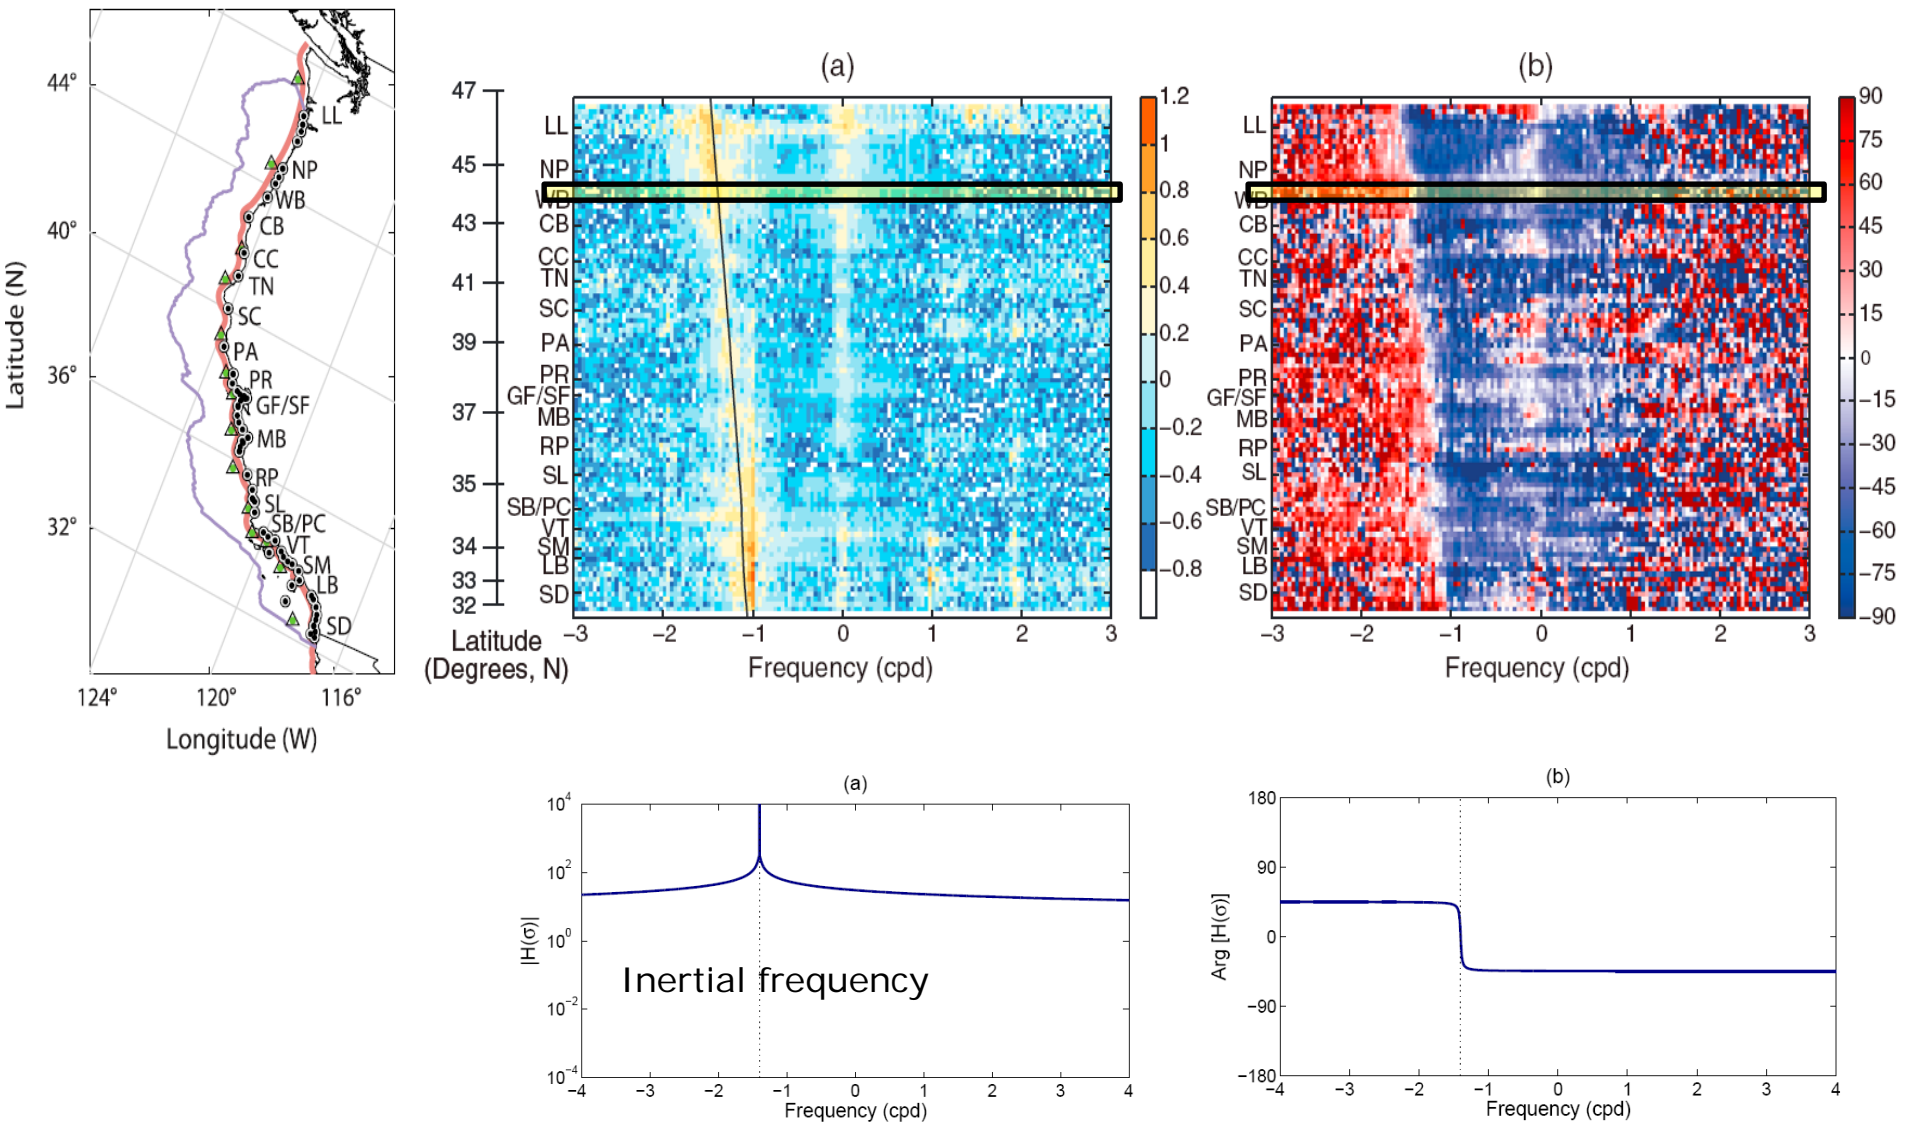 44°
40°
36°
32°
Latitude (N)
124°
120°
116°
Longitude (W)
LL
NP
WB
CB
CC
TN
SC
PA
PR
GF/SF
MB
RP
SL
SB/PC
VT
SM
LB
SD
(a)
47
45
43
41
39
37
35
34
33
32
Latitude
(Degrees, N)
LL
NP
WB
CB
CC
TN
SC
PA
PR
GF/SF
MB
RP
SL
SB/PC
VT
SM
LB
SD
−3
−2
−1
0
1
2
3
Frequency (cpd)
1.2
1
0.8
0.6
0.4
0.2
0
−0.2
−0.4
−0.6
−0.8
(b)
LL
NP
WB
CB
CC
TN
SC
PA
PR
GF/SF
MB
RP
SL
SB/PC
VT
SM
LB
SD
−3
−2
−1
0
1
2
3
Frequency (cpd)
90
75
60
45
30
15
0
−15
−30
−45
−60
−75
−90
(a)
10^4
10^2
10^0
10^−2
10^−4
|H(σ)|
Inertial frequency
−4
−3
−2
−1
0
1
2
3
4
Frequency (cpd)
(b)
180
90
0
−90
−180
Arg [H(σ)]
−4
−3
−2
−1
0
1
2
3
4
Frequency (cpd)